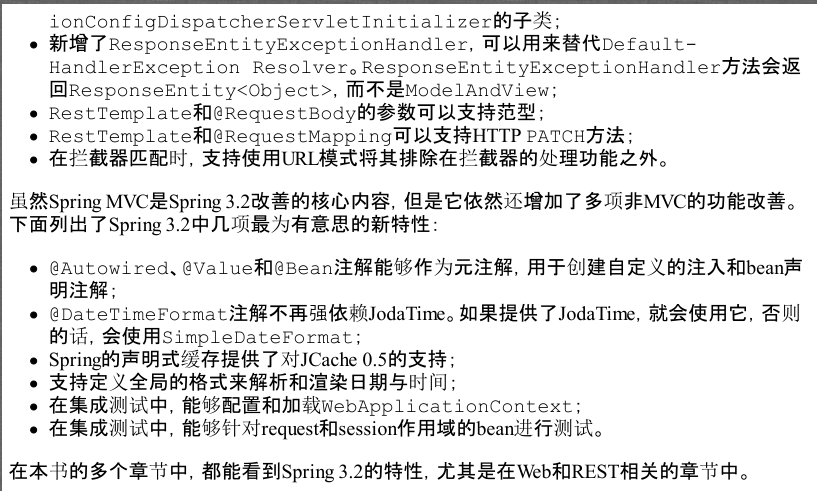 ionConfigDispatcherServletInitializer的子类；
• 新增了ResponseEntityExceptionHandler，可以用来替代Default-
HandlerException Resolver。ResponseEntityExceptionHandler方法会返
回ResponseEntity<Object>，而不是ModelAndView；
• RestTemplate和@RequestBody的参数可以支持范型；
• RestTemplate和@RequestMapping可以支持HTTP PATCH方法；
• 在拦截器匹配时，支持使用URL模式将其排除在拦截器的处理功能之外。
虽然Spring MVC是Spring 3.2改善的核心内容，但是它依然还增加了多项非MVC的功能改善。
下面列出了Spring 3.2中几项最为有意思的新特性：
• @Autowired、@Value和@Bean注解能够作为元注解，用于创建自定义的注入和bean声
明注解；
• @DateTimeFormat注解不再强依赖JodaTime。如果提供了JodaTime，就会使用它，否则
的话，会使用SimpleDateFormat；
• Spring的声明式缓存提供了对JCache 0.5的支持；
• 支持定义全局的格式来解析和渲染日期与时间；
• 在集成测试中，能够配置和加载WebApplicationContext；
• 在集成测试中，能够针对request和session作用域的bean进行测试。
在本书的多个章节中，都能看到Spring 3.2的特性，尤其是在Web和REST相关的章节中。